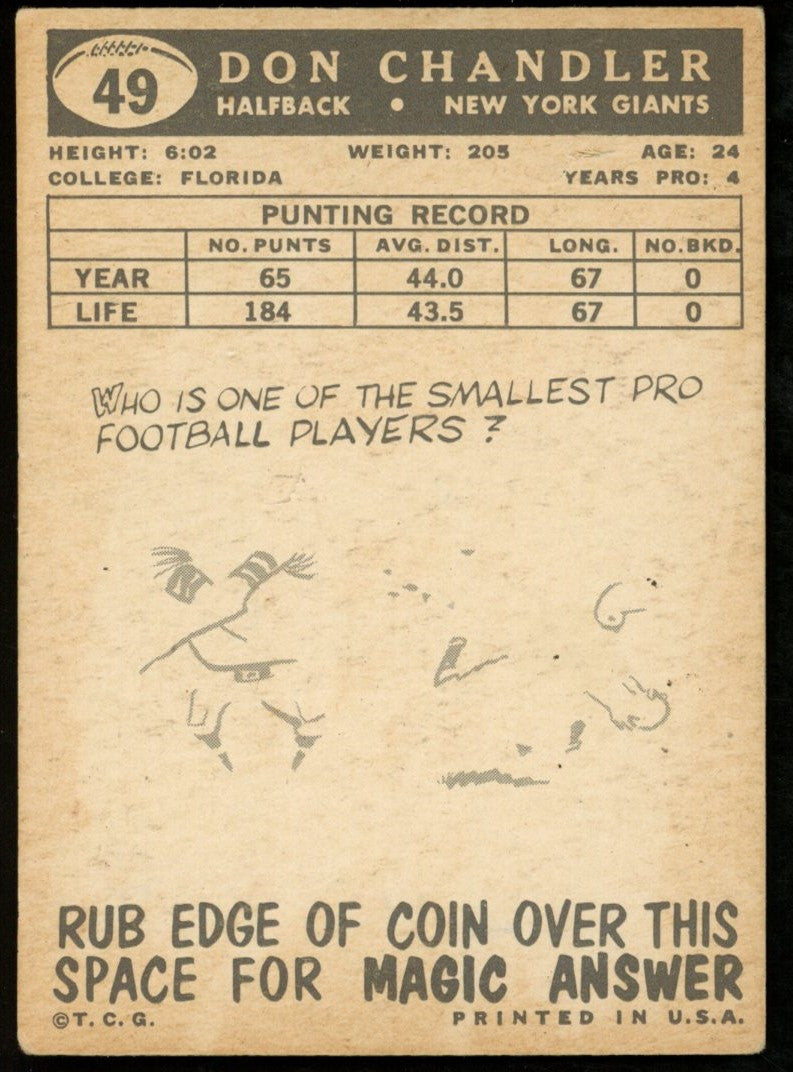 49
DON CHANDLER
HALFBACK • NEW YORK GIANTS
HEIGHT: 6:02 WEIGHT: 205 AGE: 24
COLLEGE: FLORIDA YEARS PRO: 4
PUNTING RECORD
NO. PUNTS AVG. DIST. LONG. NO. BKD.
YEAR 65 44.0 67 0
LIFE 184 43.5 67 0
WHO IS ONE OF THE SMALLEST PRO
FOOTBALL PLAYERS?
RUB EDGE OF COIN OVER THIS
SPACE FOR MAGIC ANSWER
©T. C. G. PRINTED IN U.S.A.